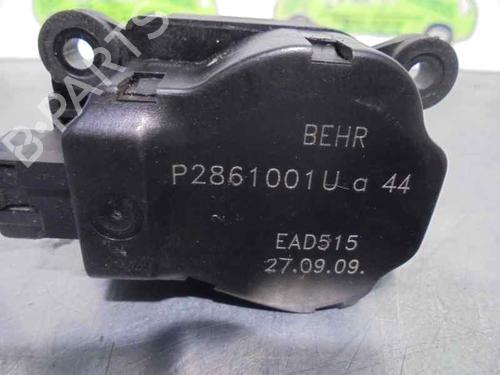 B-PARTS
BEHR
P2861001U a 44
EAD515
27.09.09.